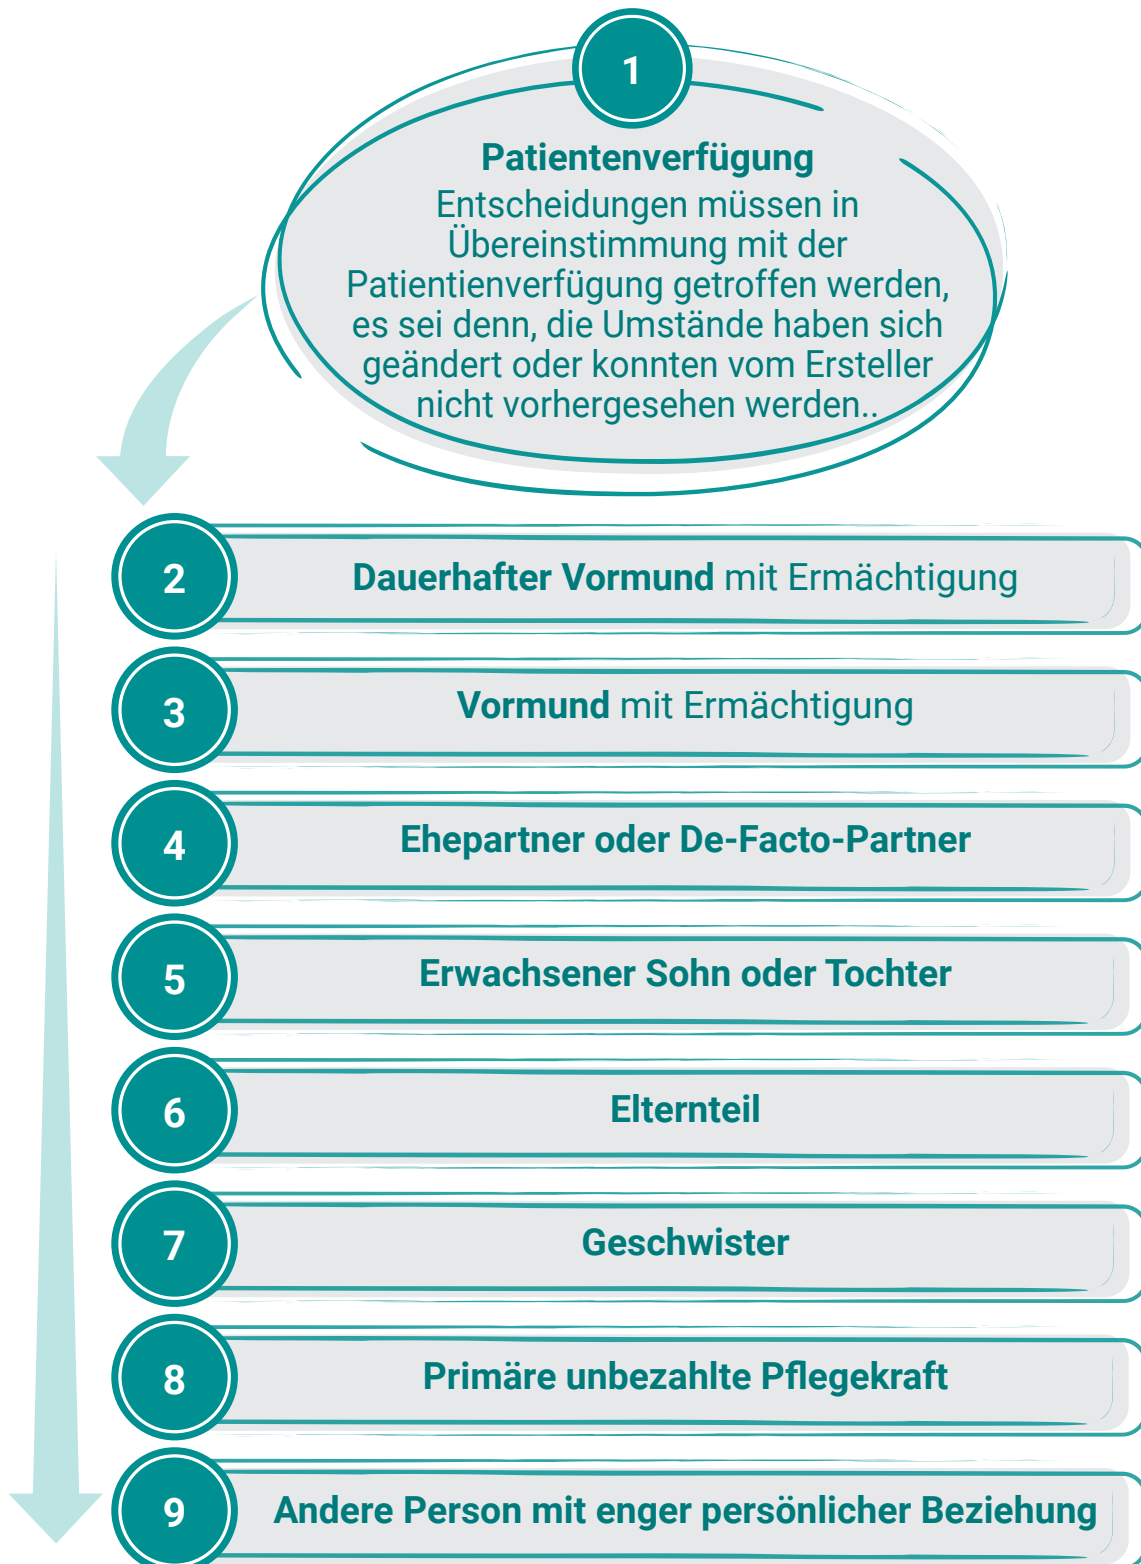 1
Patientenverfügung
Entscheidungen müssen in
Übereinstimmung mit der
Patientienverfügung getroffen werden,
es sei denn, die Umstände haben sich
geändert oder konnten vom Ersteller
nicht vorhergesehen werden..
2
Dauerhafter Vormund mit Ermächtigung
3
Vormund mit Ermächtigung
4
Ehepartner oder De-Facto-Partner
5
Erwachsener Sohn oder Tochter
6
Elternteil
7
Geschwister
8
Primäre unbezahlte Pflegekraft
9
Andere Person mit enger persönlicher Beziehung